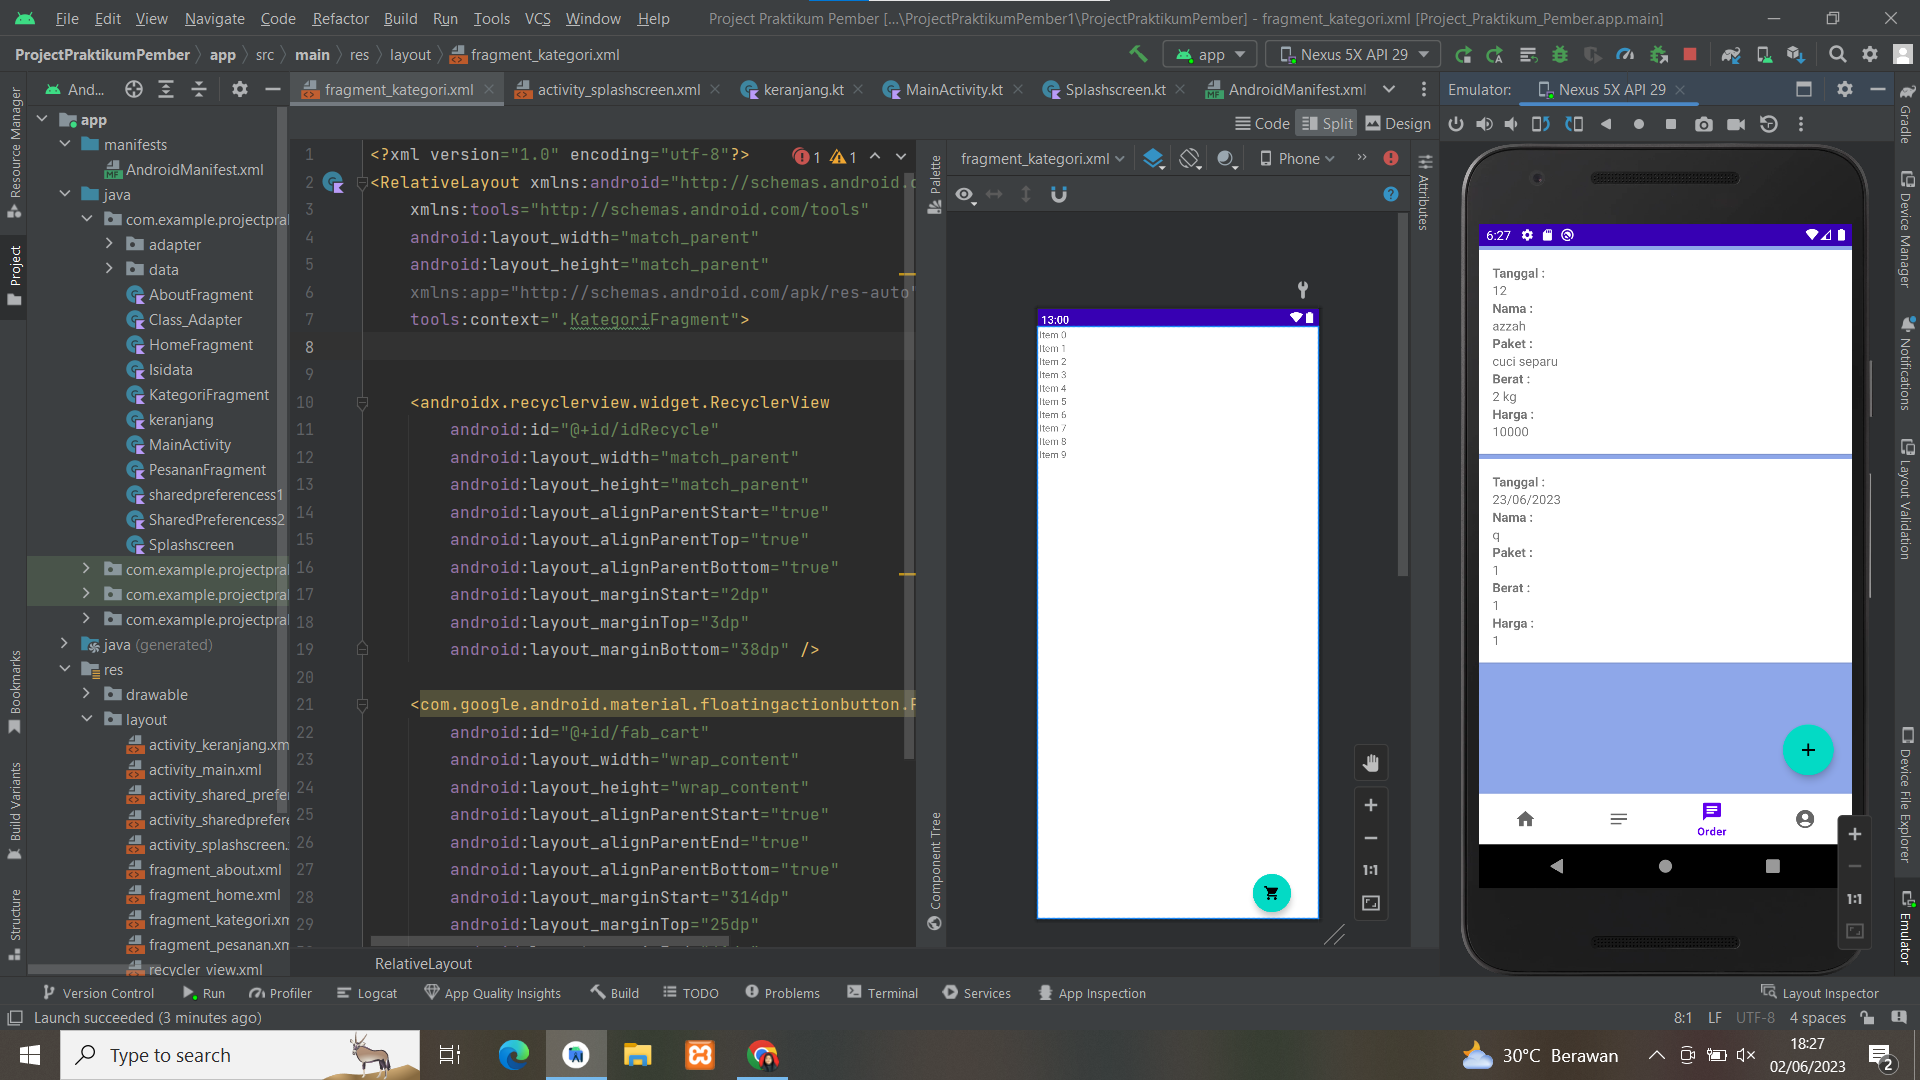 File Edit View Navigate Code Refactor Build Run Tools VCS Window Help Project Praktikum Pember [...\ProjectPraktikumPember1\ProjectPraktikumPember] - fragment_kategori.xml [Project_Praktikum_Pember.app.main]
ProjectPraktikumPember app src main res layout fragment_kategori.xml app Nexus 5X API 29
And... fragment_kategori.xml activity_splashscreen.xml keranjang.kt MainActivity.kt Splashscreen.kt AndroidManifest.xml Emulator: Nexus 5X API 29
Code Split Design
Resource Manager
Project
Bookmarks
Build Variants
Structure
app
manifests
AndroidManifest.xml
java
com.example.projectpral
adapter
data
AboutFragment
Class_Adapter
HomeFragment
Isidata
KategoriFragment
keranjang
MainActivity
PesananFragment
sharedpreferencess1
SharedPreferencess2
Splashscreen
com.example.projectpral
com.example.projectpral
com.example.projectpral
java (generated)
res
drawable
layout
activity_keranjang.xm
activity_main.xml
activity_shared_prefe
activity_sharedprefere
activity_splashscreen.
fragment_about.xml
fragment_home.xml
fragment_kategori.xm
fragment_pesanan.xm
recycler_view.xml
1 <?xml version="1.0" encoding="utf-8"?> 1 1
2 <RelativeLayout xmlns:android="http://schemas.android.c
3 xmlns:tools="http://schemas.android.com/tools"
4 android:layout_width="match_parent"
5 android:layout_height="match_parent"
6 xmlns:app="http://schemas.android.com/apk/res-auto"
7 tools:context=".KategoriFragment">
8
9
10 <androidx.recyclerview.widget.RecyclerView
11 android:id="@+id/idRecycle"
12 android:layout_width="match_parent"
13 android:layout_height="match_parent"
14 android:layout_alignParentStart="true"
15 android:layout_alignParentTop="true"
16 android:layout_alignParentBottom="true"
17 android:layout_marginStart="2dp"
18 android:layout_marginTop="3dp"
19 android:layout_marginBottom="38dp" />
20
21 <com.google.android.material.floatingactionbutton.F
22 android:id="@+id/fab_cart"
23 android:layout_width="wrap_content"
24 android:layout_height="wrap_content"
25 android:layout_alignParentStart="true"
26 android:layout_alignParentEnd="true"
27 android:layout_alignParentBottom="true"
28 android:layout_marginStart="314dp"
29 android:layout_marginTop="25dp"
RelativeLayout
Palette
Component Tree
fragment_kategori.xml Phone
Attributes
13:00
Item 0
Item 1
Item 2
Item 3
Item 4
Item 5
Item 6
Item 7
Item 8
Item 9
1:1
6:27
Tanggal :
12
Nama :
azzah
Paket :
cuci separu
Berat :
2 kg
Harga :
10000
Tanggal :
23/06/2023
Nama :
q
Paket :
1
Berat :
1
Harga :
1
Order
1:1
Gradle
Device Manager
Notifications
Layout Validation
Device File Explorer
Emulator
Version Control Run Profiler Logcat App Quality Insights Build TODO Problems Terminal Services App Inspection Layout Inspector
Launch succeeded (3 minutes ago) 8:1 LF UTF-8 4 spaces
Type to search 30°C Berawan 18:27
02/06/2023 2